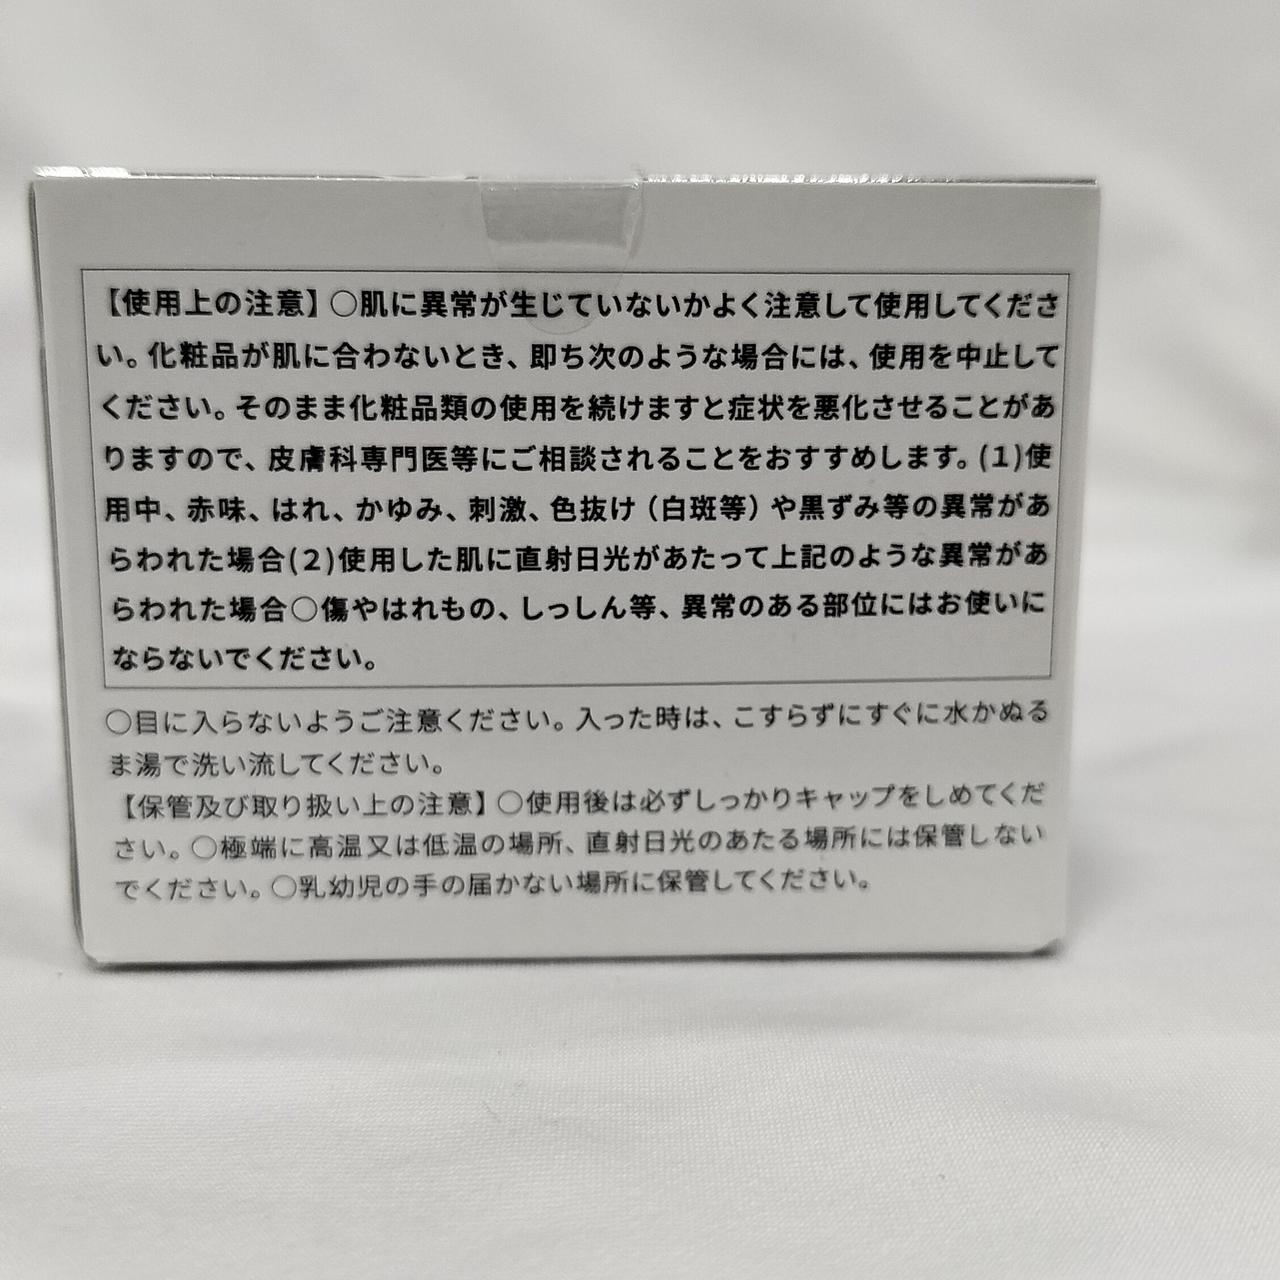 【使用上の注意】○肌に異常が生じていないかよく注意して使用してくださ
い。化粧品が肌に合わないとき、即ち次のような場合には、使用を中止して
ください。そのまま化粧品類の使用を続けますと症状を悪化させることがあ
りますので、皮膚科専門医等にご相談されることをおすすめします。(1)使
用中、赤味、はれ、かゆみ、刺激、色抜け（白斑等）や黒ずみ等の異常があ
らわれた場合(2)使用した肌に直射日光があたって上記のような異常があ
らわれた場合○傷やはれもの、しっしん等、異常のある部位にはお使いに
ならないでください。
○目に入らないようご注意ください。入った時は、こすらずにすぐに水かぬる
ま湯で洗い流してください。
【保管及び取り扱い上の注意】○使用後は必ずしっかりキャップをしめてくだ
さい。○極端に高温又は低温の場所、直射日光のあたる場所には保管しない
でください。○乳幼児の手の届かない場所に保管してください。